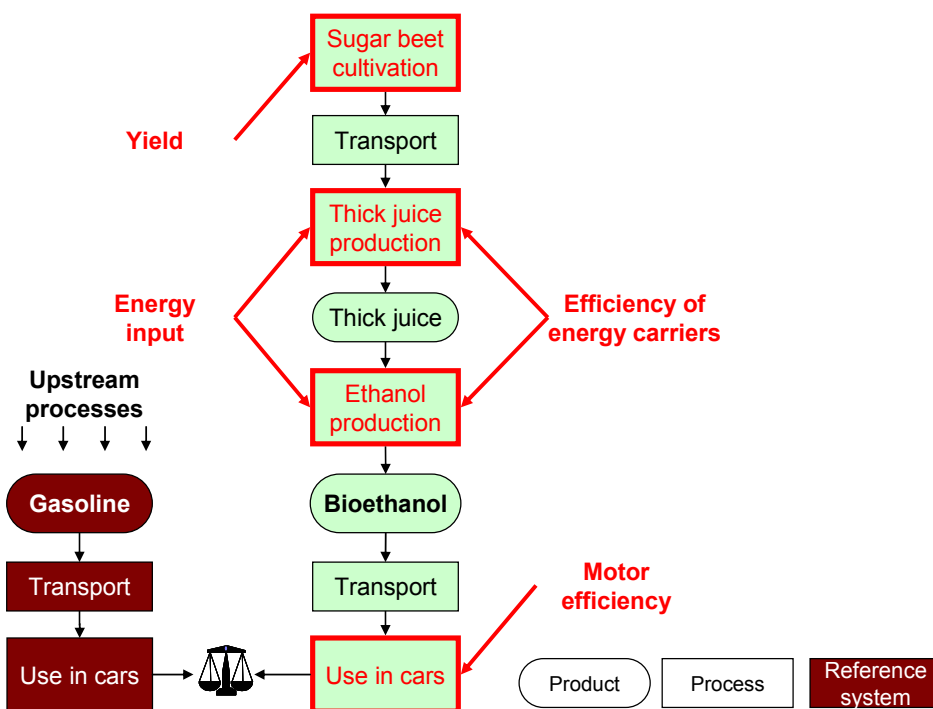 Sugar beet
cultivation
Yield
Transport
Thick juice
production
Energy
input
Efficiency of
energy carriers
Thick juice
Upstream
processes
Ethanol
production
Gasoline
Bioethanol
Transport
Transport
Motor
efficiency
Use in cars
Use in cars
Product
Process
Reference
system